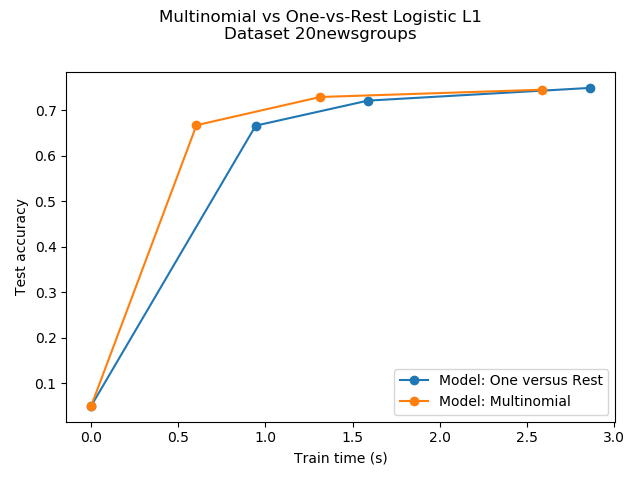 Multinomial vs One-vs-Rest Logistic L1
Dataset 20newsgroups
0.7
0.6
0.5
0.4
0.3
0.2
0.1
Test accuracy
Model: One versus Rest
Model: Multinomial
0.0 0.5 1.0 1.5 2.0 2.5 3.0
Train time (s)